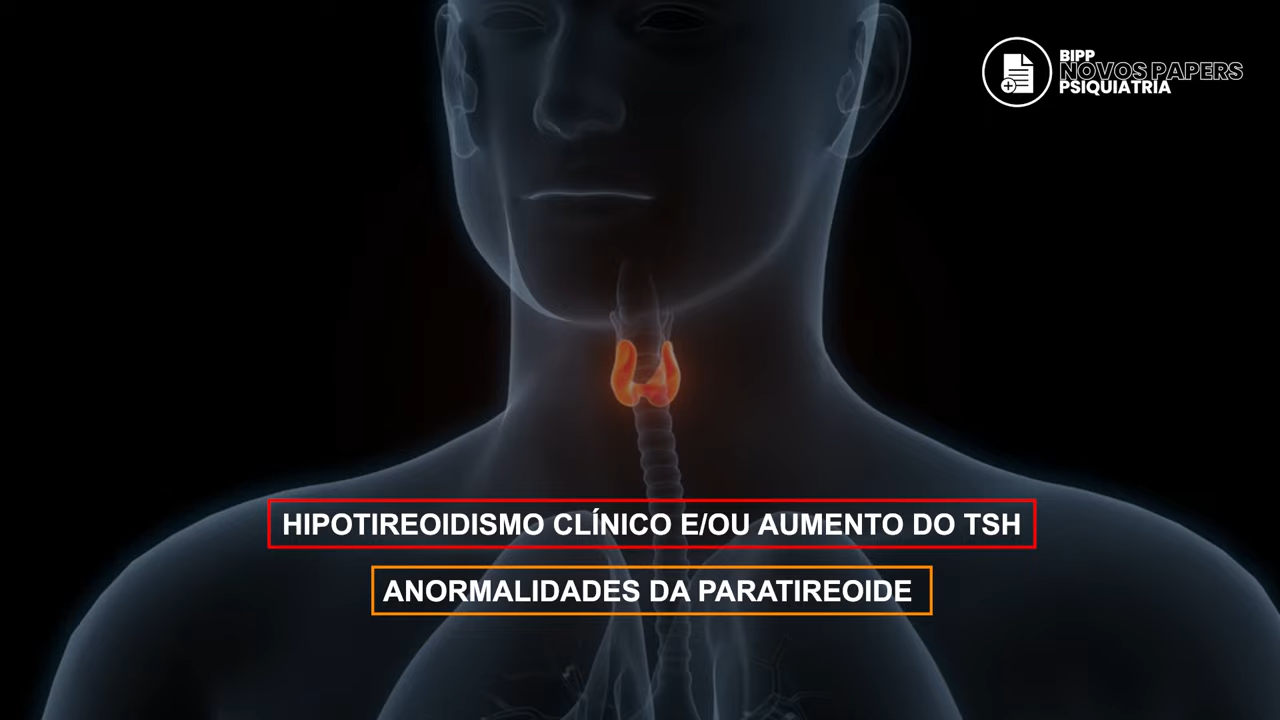 BIPP
NOVOS PAPERS
PSIQUIATRIA
HIPOTIREOIDISMO CLÍNICO E/OU AUMENTO DO TSH
ANORMALIDADES DA PARATIREOIDE